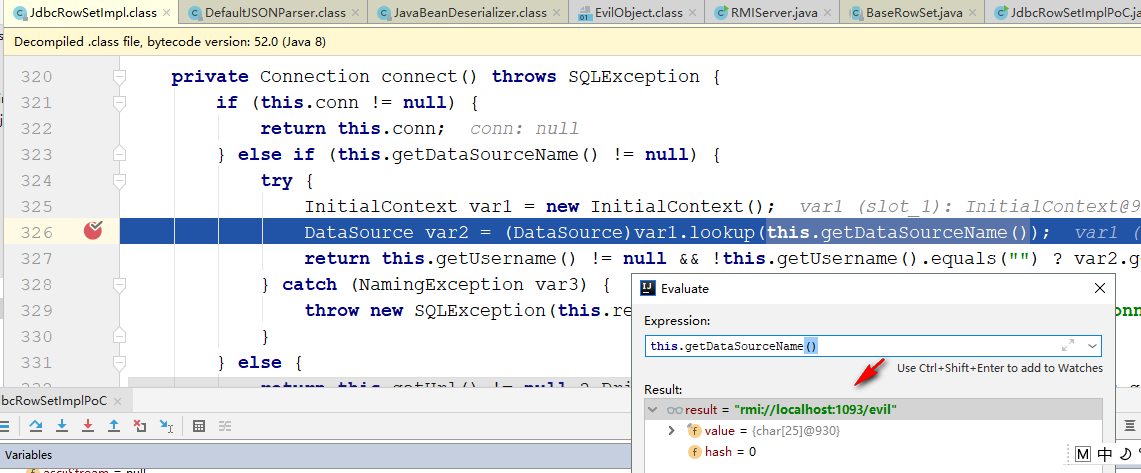 JdbcRowSetImpl.class × DefaultJSONParser.class × JavaBeanDeserializer.class × EvilObject.class × RMIServer.java × BaseRowSet.java × JdbcRowSetImplPoC.ja
Decompiled .class file, bytecode version: 52.0 (Java 8)
320 private Connection connect() throws SQLException {
321 if (this.conn != null) {
322 return this.conn; conn: null
323 } else if (this.getDataSourceName() != null) {
324 try {
325 InitialContext var1 = new InitialContext(); var1 (slot_1): InitialContext@9
326 DataSource var2 = (DataSource)var1.lookup(this.getDataSourceName()); var1 (
327 return this.getUsername() != null && !this.getUsername().equals("") ? var2.g
328 } catch (NamingException var3) {
329 throw new SQLException(this.re
onn
330 }
331 } else {
Evaluate
Expression:
this.getDataSourceName()
Use Ctrl+Shift+Enter to add to Watches
Result:
result = "rmi://localhost:1093/evil"
value = {char[25]@930}
hash = 0
dbcRowSetImplPoC ×
Variables
M 中